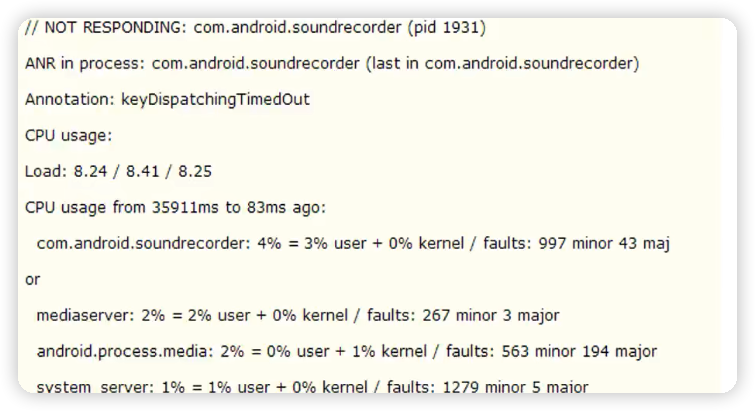 // NOT RESPONDING: com.android.soundrecorder (pid 1931)
ANR in process: com.android.soundrecorder (last in com.android.soundrecorder)
Annotation: keyDispatchingTimedOut
CPU usage:
Load: 8.24 / 8.41 / 8.25
CPU usage from 35911ms to 83ms ago:
com.android.soundrecorder: 4% = 3% user + 0% kernel / faults: 997 minor 43 maj
or
mediaserver: 2% = 2% user + 0% kernel / faults: 267 minor 3 major
android.process.media: 2% = 0% user + 1% kernel / faults: 563 minor 194 major
system_server: 1% = 1% user + 0% kernel / faults: 1279 minor 5 major